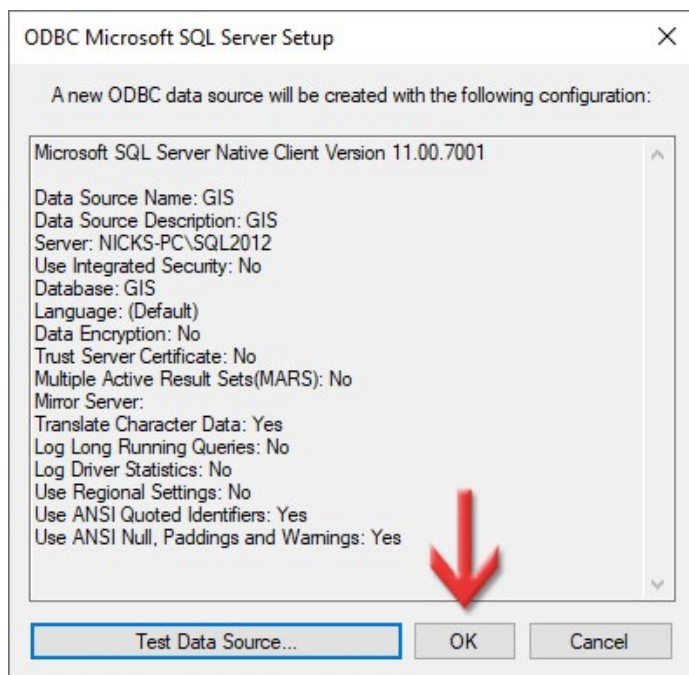 ODBC Microsoft SQL Server Setup
A new ODBC data source will be created with the following configuration:
Microsoft SQL Server Native Client Version 11.00.7001
Data Source Name: GIS
Data Source Description: GIS
Server: NICKS-PC\SQL2012
Use Integrated Security: No
Database: GIS
Language: (Default)
Data Encryption: No
Trust Server Certificate: No
Multiple Active Result Sets(MARS): No
Mirror Server:
Translate Character Data: Yes
Log Long Running Queries: No
Log Driver Statistics: No
Use Regional Settings: No
Use ANSI Quoted Identifiers: Yes
Use ANSI Null, Paddings and Warnings: Yes
Test Data Source... OK Cancel